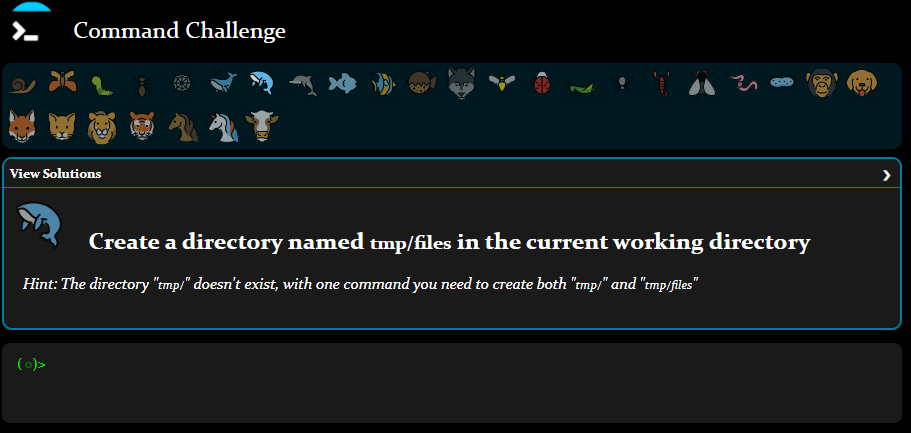 Command Challenge
View Solutions
Create a directory named tmp/files in the current working directory
Hint: The directory "tmp/" doesn't exist, with one command you need to create both "tmp/" and "tmp/files"
(○)>